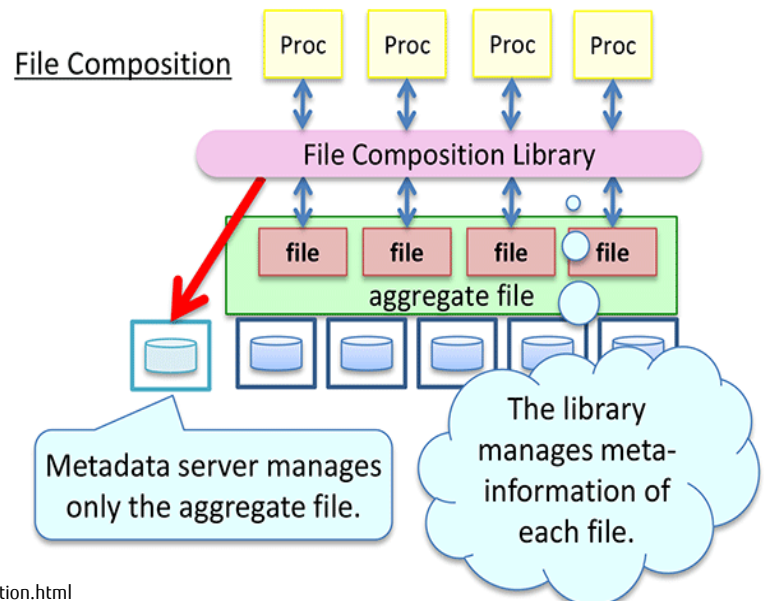 File Composition
Proc Proc Proc Proc
File Composition Library
file file file file
aggregate file
Metadata server manages
only the aggregate file.
The library
manages meta-
information of
each file.
tion.html